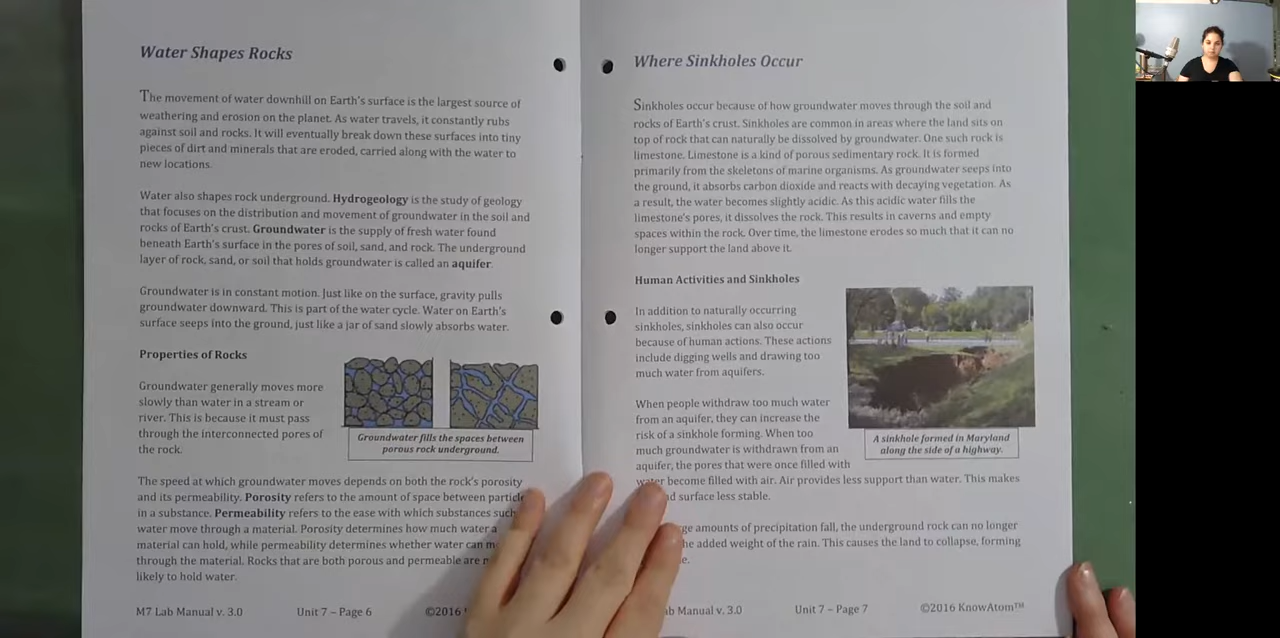 Water Shapes Rocks
The movement of water downhill on Earth's surface is the largest source of
weathering and erosion on the planet. As water travels, it constantly rubs
against soil and rocks. It will eventually break down these surfaces into tiny
pieces of dirt and minerals that are eroded, carried along with the water to
new locations.
Water also shapes rock underground. Hydrogeology is the study of geology
that focuses on the distribution and movement of groundwater in the soil and
rocks of Earth's crust. Groundwater is the supply of fresh water found
beneath Earth's surface in the pores of soil, sand, and rock. The underground
layer of rock, sand, or soil that holds groundwater is called an aquifer.
Groundwater is in constant motion. Just like on the surface, gravity pulls
groundwater downward. This is part of the water cycle. Water on Earth's
surface seeps into the ground, just like a jar of sand slowly absorbs water.
Properties of Rocks
Groundwater generally moves more
slowly than water in a stream or
river. This is because it must pass
through the interconnected pores of
the rock.
Groundwater fills the spaces between
porous rock underground.
The speed at which groundwater moves depends on both the rock's porosity
and its permeability. Porosity refers to the amount of space between
in a substance. Permeability refers to the ease with which substances
water move through a material. Porosity determines how much water a
material can hold, while permeability determines whether water can
through the material. Rocks that are both porous and permeable are
likely to hold water.
M7 Lab Manual v. 3.0 Unit 7 – Page 6 ©2016
Where Sinkholes Occur
Sinkholes occur because of how groundwater moves through the soil and
rocks of Earth's crust. Sinkholes are common in areas where the land sits on
top of rock that can naturally be dissolved by groundwater. One such rock is
limestone. Limestone is a kind of porous sedimentary rock. It is formed
primarily from the skeletons of marine organisms. As groundwater seeps into
the ground, it absorbs carbon dioxide and reacts with decaying vegetation. As
a result, the water becomes slightly acidic. As this acidic water fills the
limestone's pores, it dissolves the rock. This results in caverns and empty
spaces within the rock. Over time, the limestone erodes so much that it can no
longer support the land above it.
Human Activities and Sinkholes
In addition to naturally occurring
sinkholes, sinkholes can also occur
because of human actions. These actions
include digging wells and drawing too
much water from aquifers.
When people withdraw too much water
from an aquifer, they can increase the
risk of a sinkhole forming. When too
much groundwater is withdrawn from an
aquifer, the pores that were once filled with
water become filled with air. Air provides less support than water. This makes
surface less stable.
A sinkhole formed in Maryland
along the side of a highway.
amounts of precipitation fall, the underground rock can no longer
the added weight of the rain. This causes the land to collapse, forming
Manual v. 3.0 Unit 7 – Page 7 ©2016 KnowAtom™